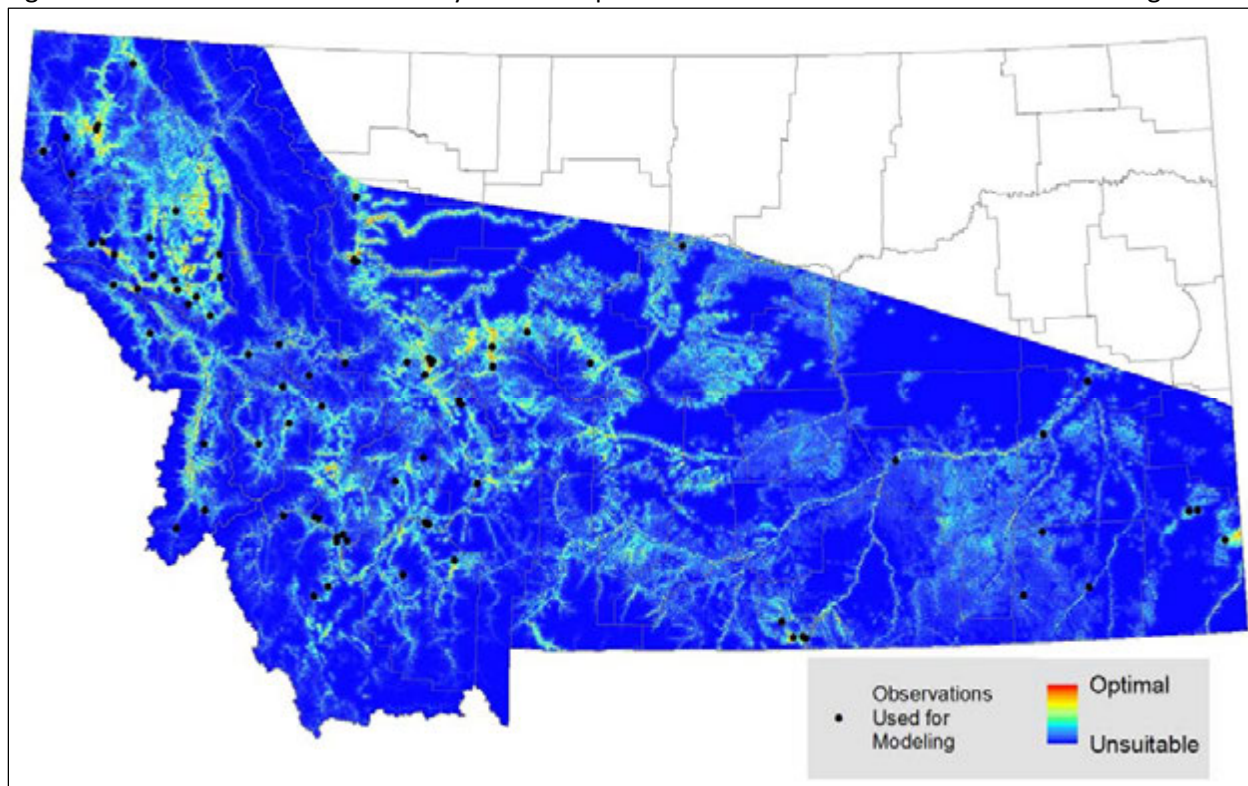 Observations
Used for
Modeling
Optimal
Unsuitable